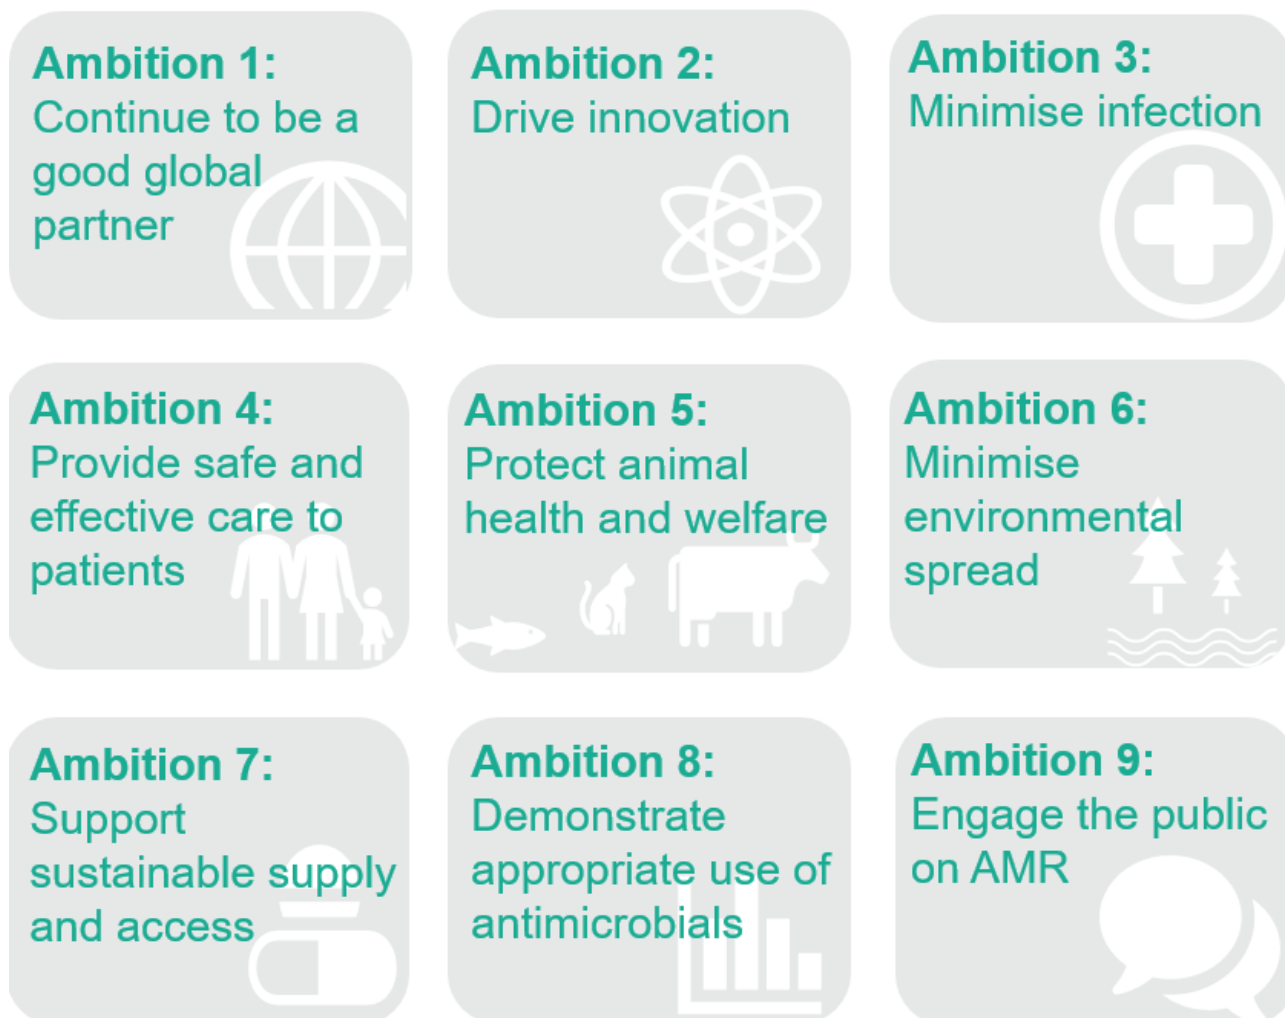 Ambition 1:
Continue to be a
good global
partner
Ambition 2:
Drive innovation
Ambition 3:
Minimise infection
Ambition 4:
Provide safe and
effective care to
patients
Ambition 5:
Protect animal
health and welfare
Ambition 6:
Minimise
environmental
spread
Ambition 7:
Support
sustainable supply
and access
Ambition 8:
Demonstrate
appropriate use of
antimicrobials
Ambition 9:
Engage the public
on AMR